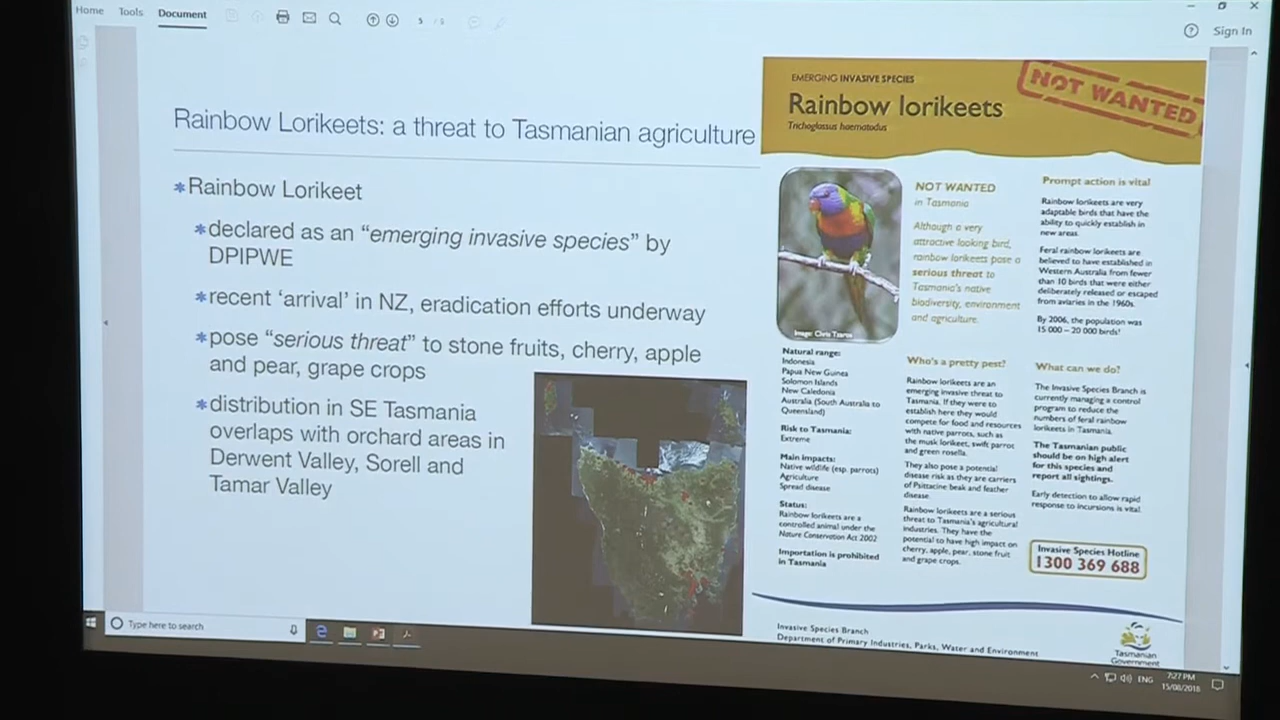 Home Tools Document
Sign In
Rainbow Lorikeets: a threat to Tasmanian agriculture
*Rainbow Lorikeet
*declared as an “emerging invasive species” by
DPIPWE
*recent ‘arrival’ in NZ, eradication efforts underway
*pose “serious threat” to stone fruits, cherry, apple
and pear, grape crops
*distribution in SE Tasmania
overlaps with orchard areas in
Derwent Valley, Sorell and
Tamar Valley
EMERGING INVASIVE SPECIES
Rainbow lorikeets
Trichoglossus haematodus
NOT WANTED
Image: Chris Tzaros
NOT WANTED
in Tasmania
Although a very
attractive looking bird,
rainbow lorikeets pose a
serious threat to
Tasmania's native
biodiversity, environment
and agriculture.
Prompt action is vital
Rainbow lorikeets are very
adaptable birds that have the
ability to quickly establish in
new areas.
Feral rainbow lorikeets are
believed to have established in
Western Australia from fewer
than 10 birds that were either
deliberately released or escaped
from aviaries in the 1960s.
By 2006, the population was
15 000 – 20 000 birds!
Natural range:
Indonesia
Papua New Guinea
Solomon Islands
New Caledonia
Australia (South Australia to
Queensland)
Risk to Tasmania:
Extreme
Main impacts:
Native wildlife (esp. parrots)
Agriculture
Spread disease
Status:
Rainbow lorikeets are a
controlled animal under the
Nature Conservation Act 2002
Importation is prohibited
in Tasmania
Who's a pretty pest?
Rainbow lorikeets are an
emerging invasive threat to
Tasmania. If they were to
establish here they would
compete for food and resources
with native parrots, such as
the musk lorikeet, swift parrot
and green rosella.
They also pose a potential
disease risk as they are carriers
of Psittacine beak and feather
disease.
Rainbow lorikeets are a serious
threat to Tasmania's agricultural
industries. They have the
potential to have high impact on
cherry, apple, pear, stone fruit
and grape crops.
What can we do?
The Invasive Species Branch is
currently managing a control
program to reduce the
numbers of feral rainbow
lorikeets in Tasmania.
The Tasmanian public
should be on high alert
for this species and
report all sightings.
Early detection to allow rapid
response to incursions is vital.
Invasive Species Hotline
1300 369 688
Invasive Species Branch
Department of Primary Industries, Parks, Water and Environment
Tasmanian
Government
Type here to search
ENG
7:27 PM
15/08/2018